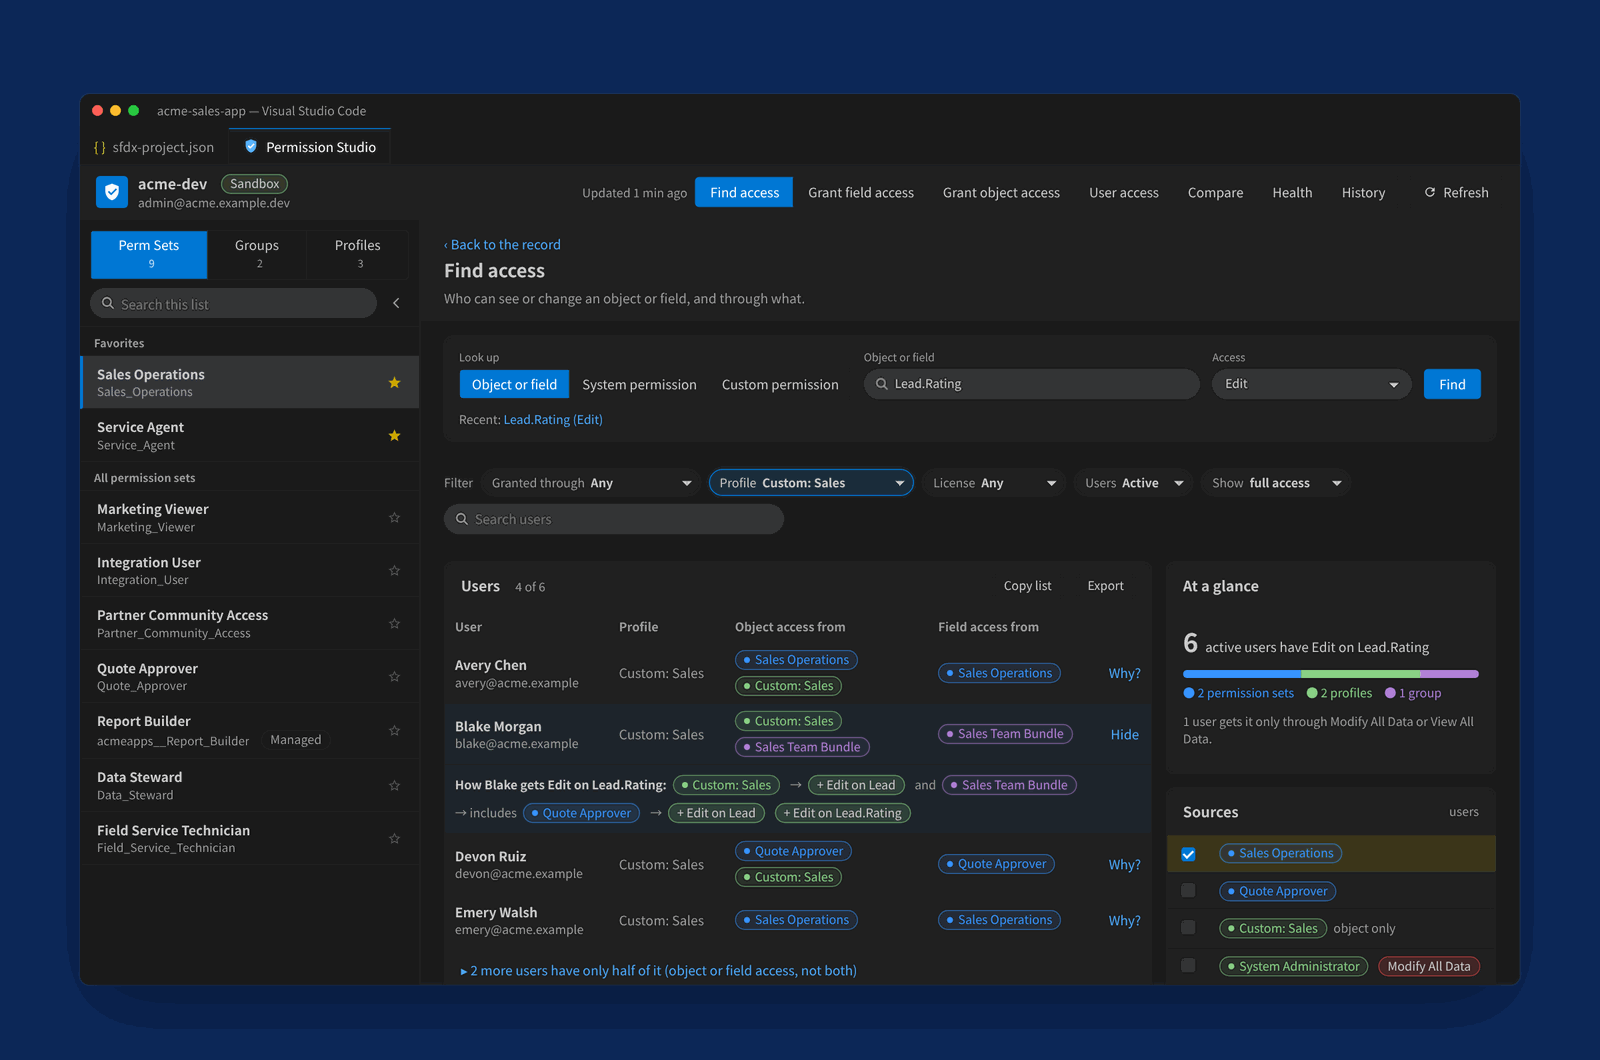 acme-sales-app — Visual Studio Code
{ } sfdx-project.json
Permission Studio
acme-dev Sandbox
admin@acme.example.dev
Updated 1 min ago
Find access
Grant field access
Grant object access
User access
Compare
Health
History
Refresh
Perm Sets
9
Groups
2
Profiles
3
Search this list
Favorites
Sales Operations
Sales_Operations
Service Agent
Service_Agent
All permission sets
Marketing Viewer
Marketing_Viewer
Integration User
Integration_User
Partner Community Access
Partner_Community_Access
Quote Approver
Quote_Approver
Report Builder
acmeapps__Report_Builder Managed
Data Steward
Data_Steward
Field Service Technician
Field_Service_Technician
‹ Back to the record
Find access
Who can see or change an object or field, and through what.
Look up
Object or field
System permission
Custom permission
Object or field
Lead.Rating
Access
Edit
Find
Recent: Lead.Rating (Edit)
Filter
Granted through Any
Profile Custom: Sales
License Any
Users Active
Show full access
Search users
Users 4 of 6
Copy list
Export
User Profile Object access from Field access from
Avery Chen
avery@acme.example
Custom: Sales
Sales Operations
Custom: Sales
Sales Operations
Why?
Blake Morgan
blake@acme.example
Custom: Sales
Custom: Sales
Sales Team Bundle
Sales Team Bundle
Hide
How Blake gets Edit on Lead.Rating: Custom: Sales → + Edit on Lead and Sales Team Bundle
→ includes Quote Approver → + Edit on Lead + Edit on Lead.Rating
Devon Ruiz
devon@acme.example
Custom: Sales
Quote Approver
Custom: Sales
Quote Approver
Why?
Emery Walsh
emery@acme.example
Custom: Sales
Sales Operations
Sales Operations
Why?
▸ 2 more users have only half of it (object or field access, not both)
At a glance
6 active users have Edit on Lead.Rating
2 permission sets 2 profiles 1 group
1 user gets it only through Modify All Data or View All
Data.
Sources users
Sales Operations
Quote Approver
Custom: Sales object only
System Administrator Modify All Data